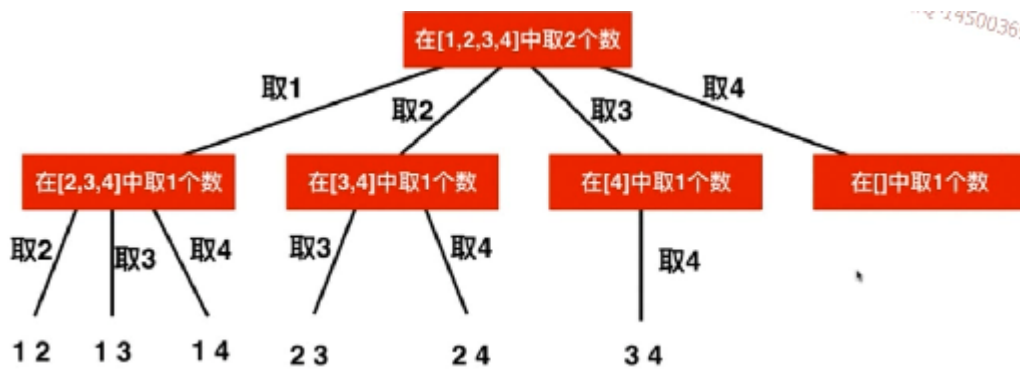 在[1,2,3,4]中取2个数
取1
取2
取3
取4
在[2,3,4]中取1个数
在[3,4]中取1个数
在[4]中取1个数
在[]中取1个数
取2
取3
取4
取3
取4
取4
1 2
1 3
1 4
2 3
2 4
3 4